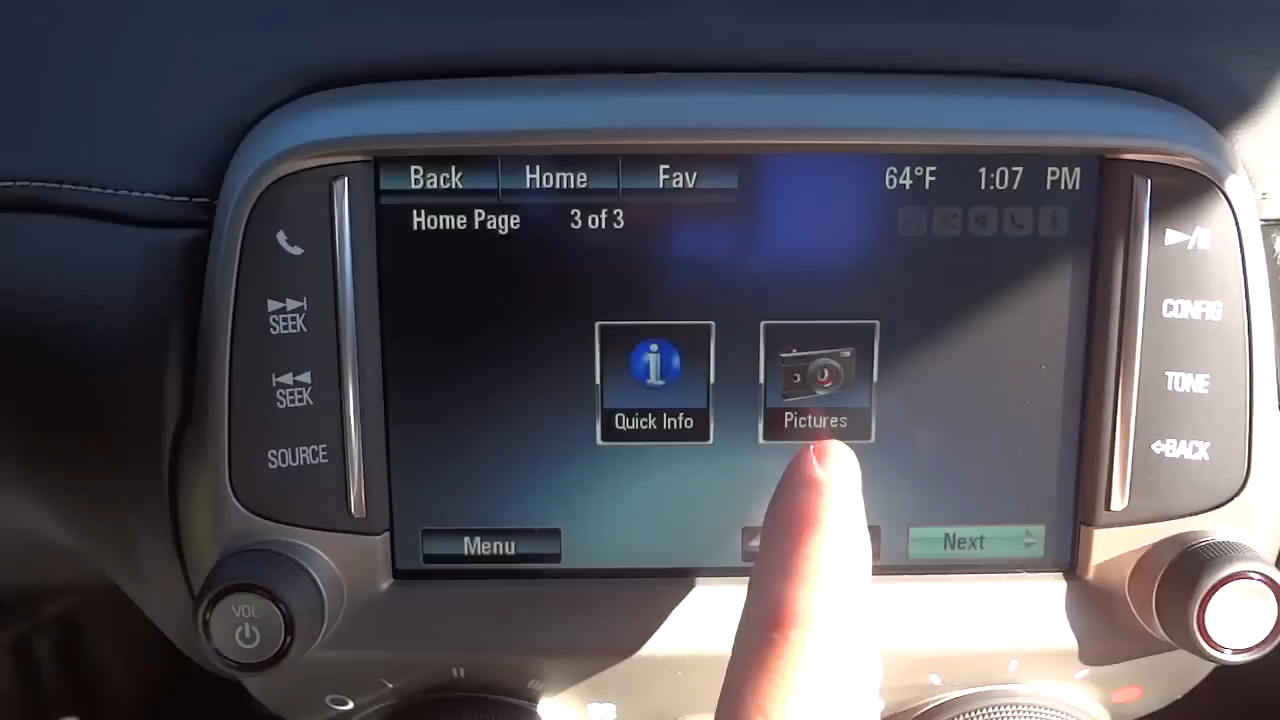 Back Home Fav 64°F 1:07 PM
Home Page 3 of 3
SEEK
SEEK
SOURCE
Quick Info
Pictures
Menu
Next
CONFIG
TONE
BACK
VOL